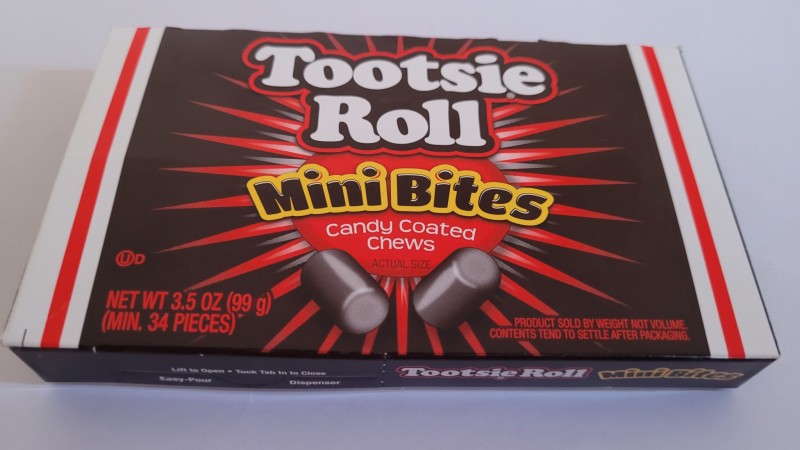 Tootsie
Roll
Mini Bites
Candy Coated
Chews
ACTUAL SIZE
U D
NET WT 3.5 OZ (99 g)
(MIN. 34 PIECES)
PRODUCT SOLD BY WEIGHT NOT VOLUME.
CONTENTS TEND TO SETTLE AFTER PACKAGING.
Lift to Open • Tuck Tab In to Close
Easy-Pour Dispenser
Tootsie Roll Mini Bites